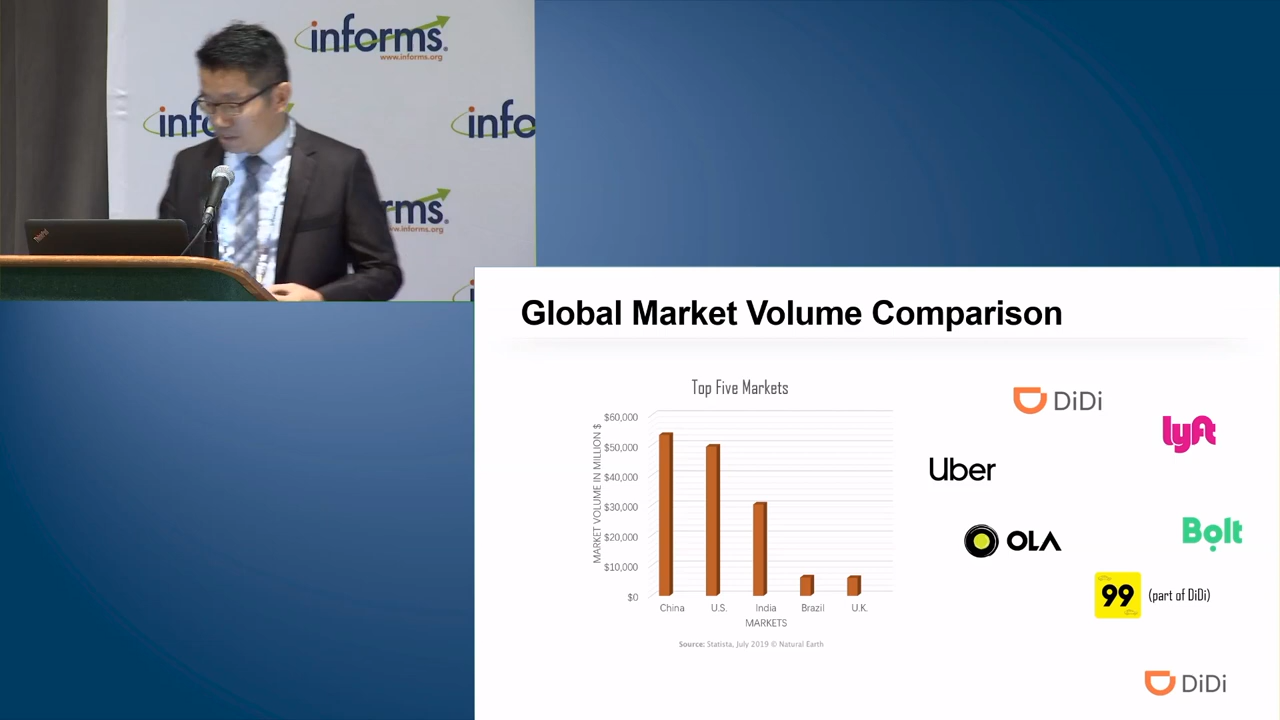 informs.
www.informs.org
info
info
rms.
w.informs.org
ThinkPad
Global Market Volume Comparison
Top Five Markets
MARKET VOLUME IN MILLION $
$60,000
$50,000
$40,000
$30,000
$20,000
$10,000
$0
China U.S. India Brazil U.K.
MARKETS
Source: Statista, July 2019 © Natural Earth
DiDi
lyft
Uber
OLA
Bolt
99 (part of DiDi)
DiDi